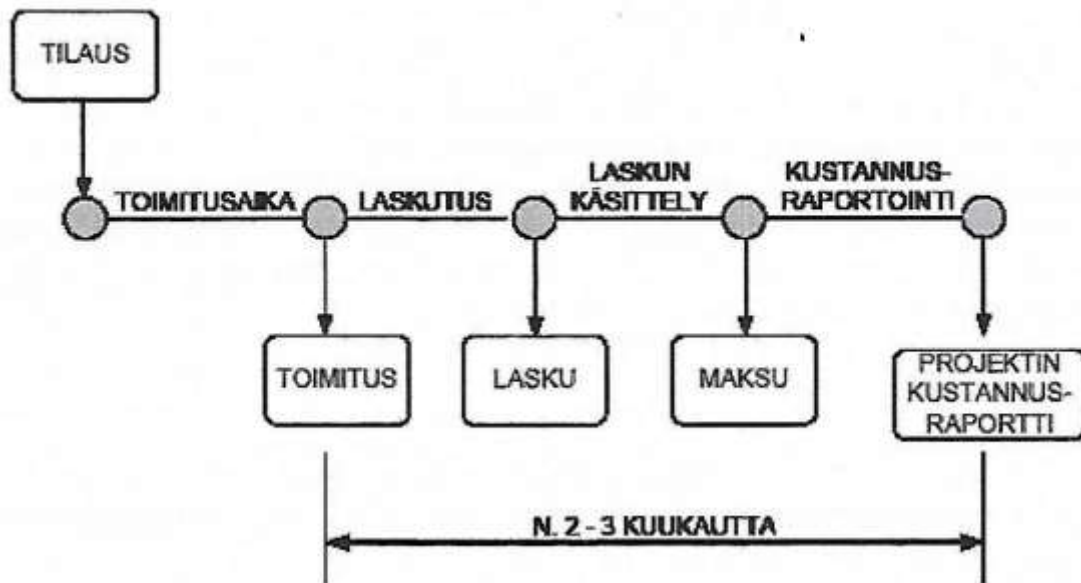 TILAUS
TOIMITUSAIKA
LASKUTUS
LASKUN
KÄSITTELY
KUSTANNUS-
RAPORTOINTI
TOIMITUS
LASKU
MAKSU
PROJEKTIN
KUSTANNUS-
RAPORTTI
N. 2 - 3 KUUKAUTTA